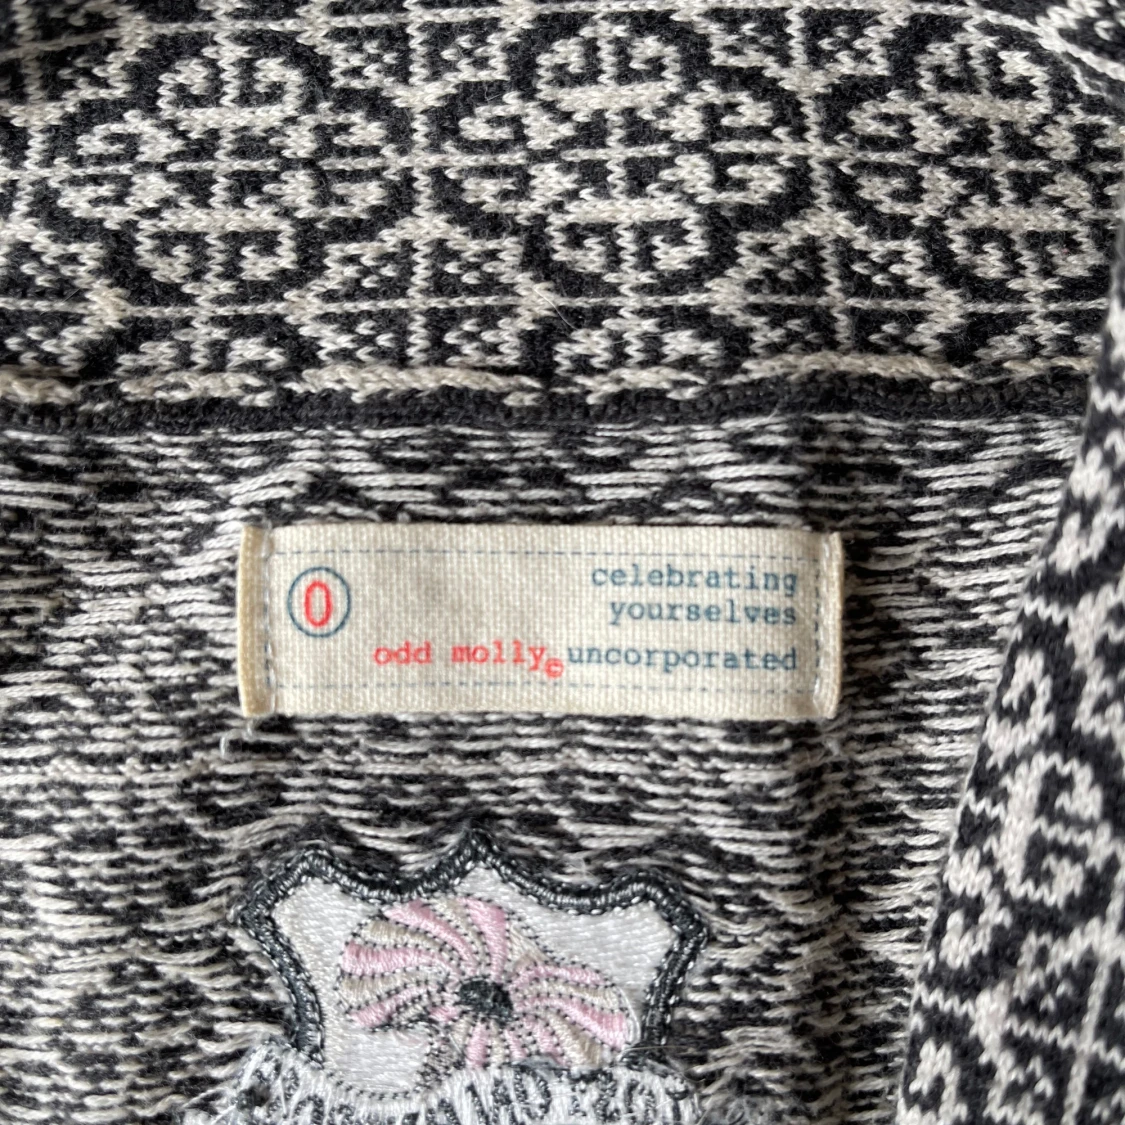 0
celebrating
yourselves
odd molly e uncorporated